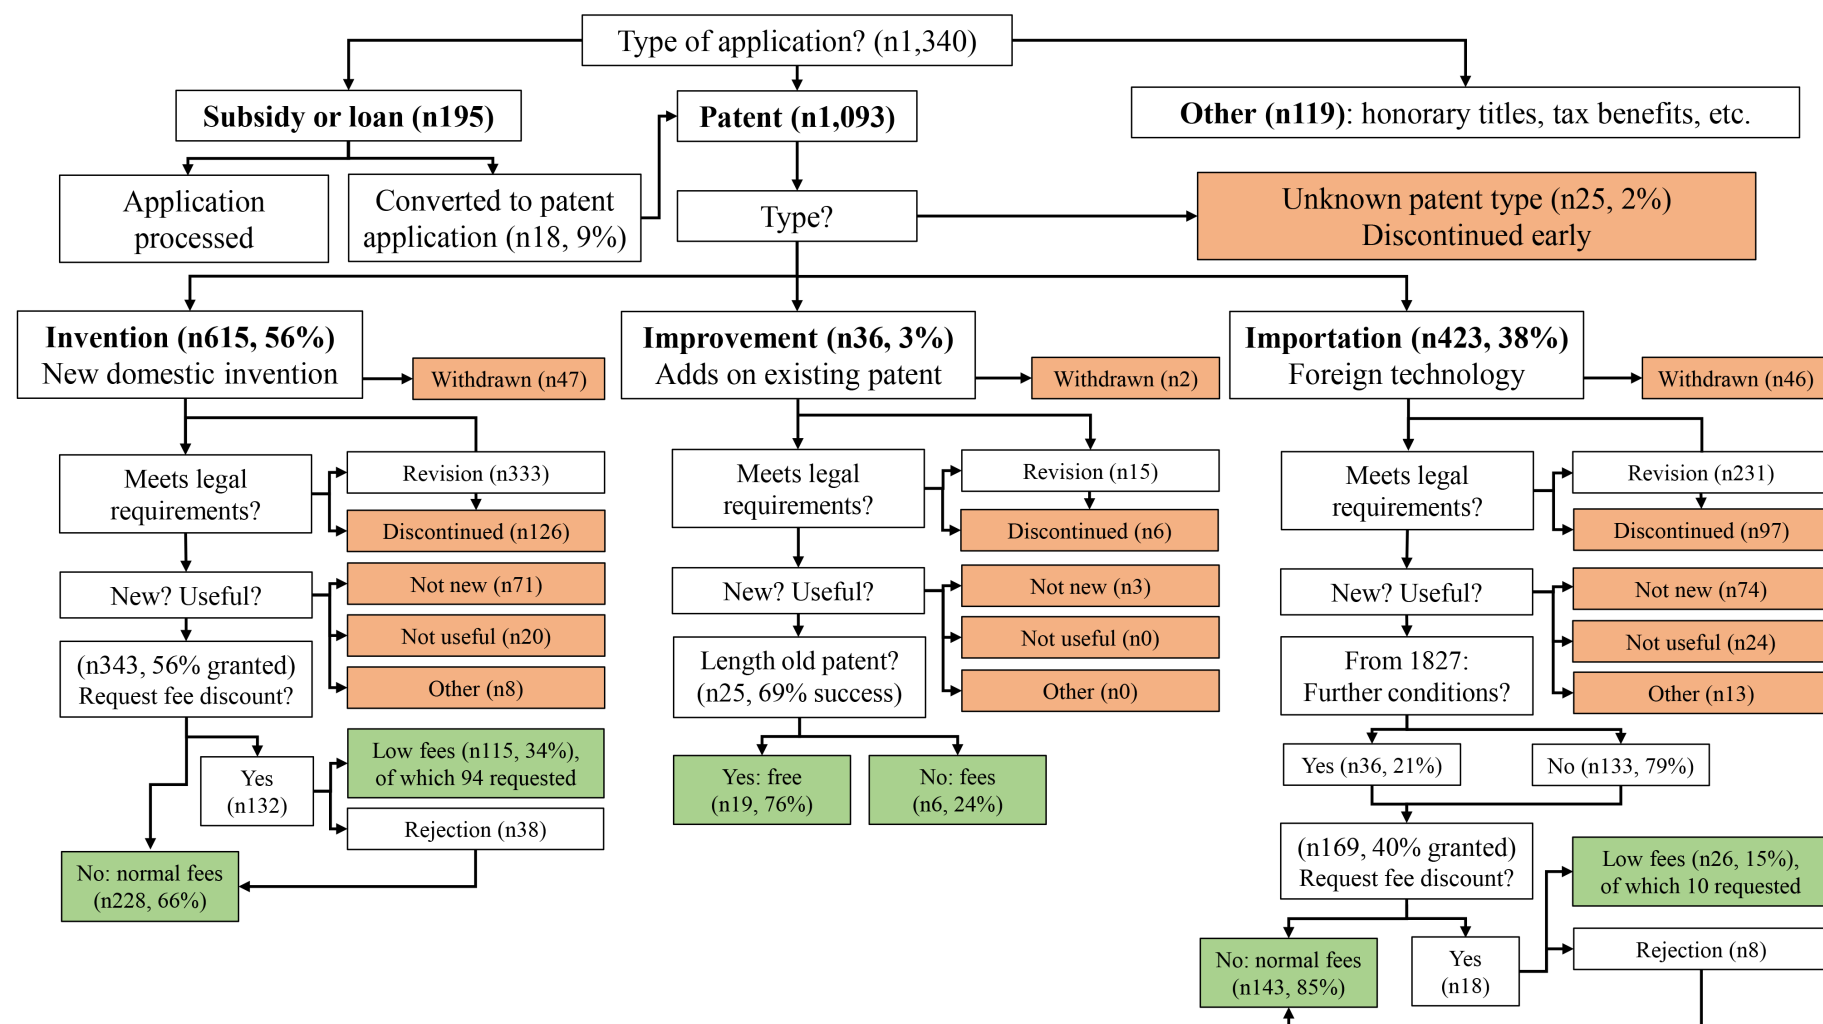 Type of application? (n1,340)
Subsidy or loan (n195)
Patent (n1,093)
Other (n119): honorary titles, tax benefits, etc.
Application
processed
Converted to patent
application (n18, 9%)
Type?
Unknown patent type (n25, 2%)
Discontinued early
Invention (n615, 56%)
New domestic invention
Withdrawn (n47)
Improvement (n36, 3%)
Adds on existing patent
Withdrawn (n2)
Importation (n423, 38%)
Foreign technology
Withdrawn (n46)
Meets legal
requirements?
Revision (n333)
Discontinued (n126)
New? Useful?
Not new (n71)
Not useful (n20)
Other (n8)
(n343, 56% granted)
Request fee discount?
Yes
(n132)
Low fees (n115, 34%),
of which 94 requested
Rejection (n38)
No: normal fees
(n228, 66%)
Meets legal
requirements?
Revision (n15)
Discontinued (n6)
New? Useful?
Not new (n3)
Not useful (n0)
Other (n0)
Length old patent?
(n25, 69% success)
Yes: free
(n19, 76%)
No: fees
(n6, 24%)
Meets legal
requirements?
Revision (n231)
Discontinued (n97)
New? Useful?
Not new (n74)
Not useful (n24)
Other (n13)
From 1827:
Further conditions?
Yes (n36, 21%)
No (n133, 79%)
(n169, 40% granted)
Request fee discount?
Low fees (n26, 15%),
of which 10 requested
Rejection (n8)
No: normal fees
(n143, 85%)
Yes
(n18)